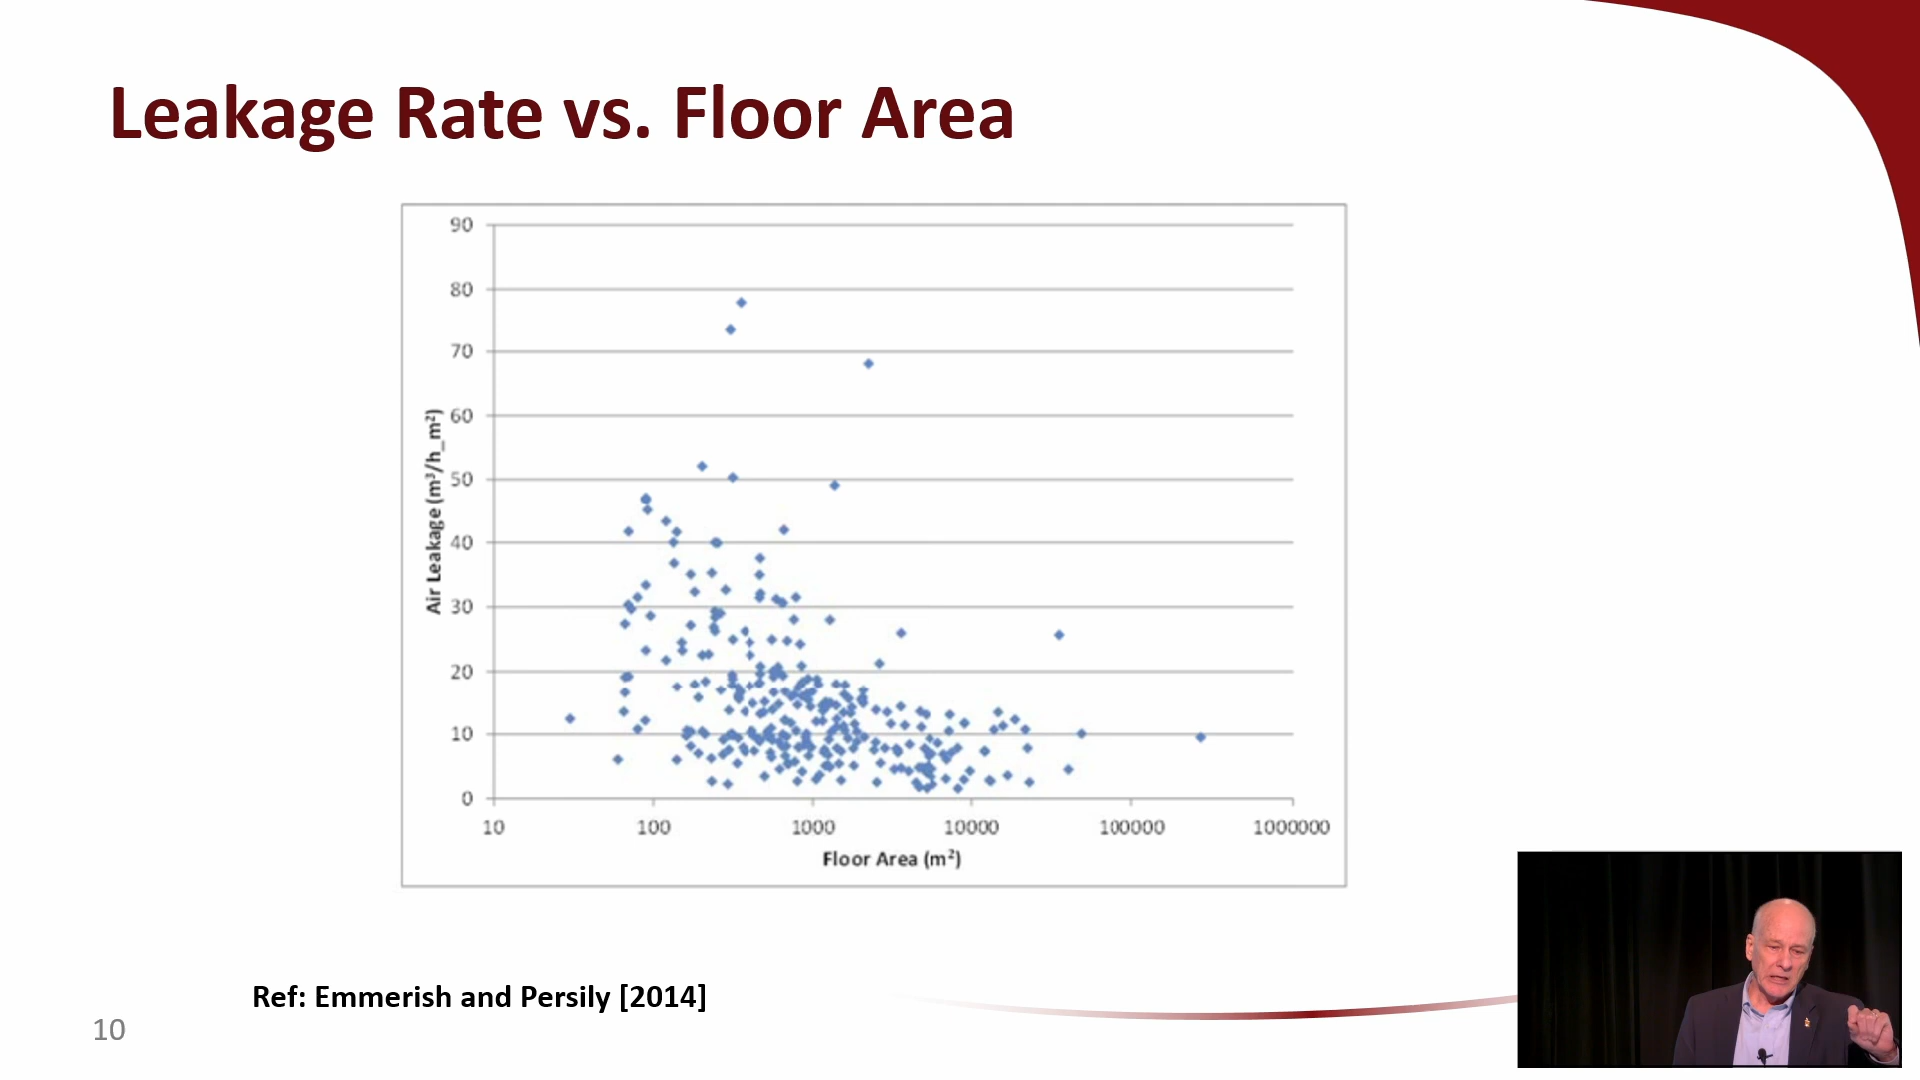 Leakage Rate vs. Floor Area
90
80
70
60
50
40
30
20
10
0
Air Leakage (m³/h_m²)
10 100 1000 10000 100000 1000000
Floor Area (m²)
Ref: Emmerish and Persily [2014]
10